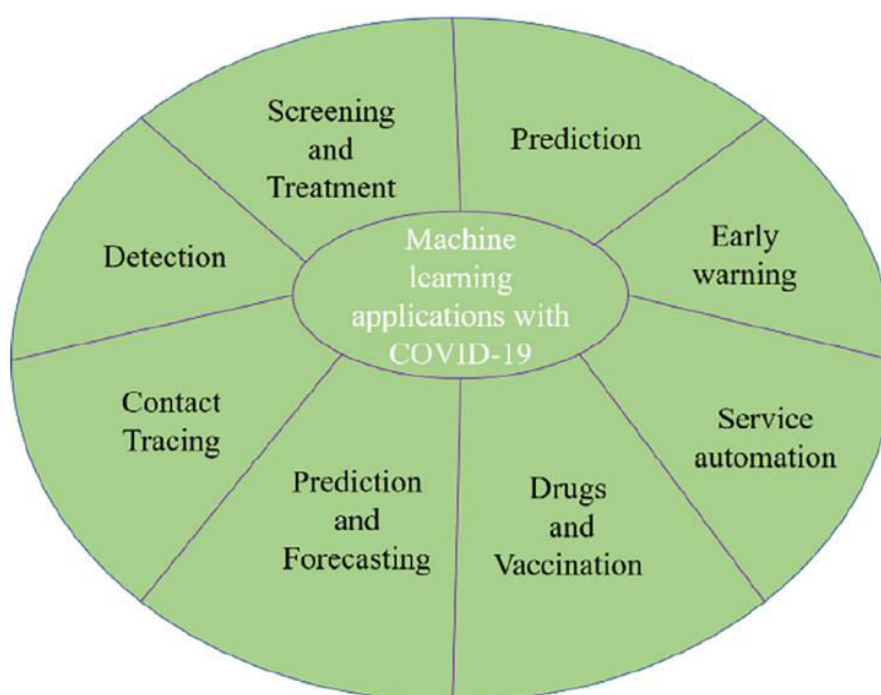 Screening
and
Treatment
Prediction
Early
warning
Service
automation
Drugs
and
Vaccination
Prediction
and
Forecasting
Contact
Tracing
Detection
Machine
learning
applications with
COVID-19